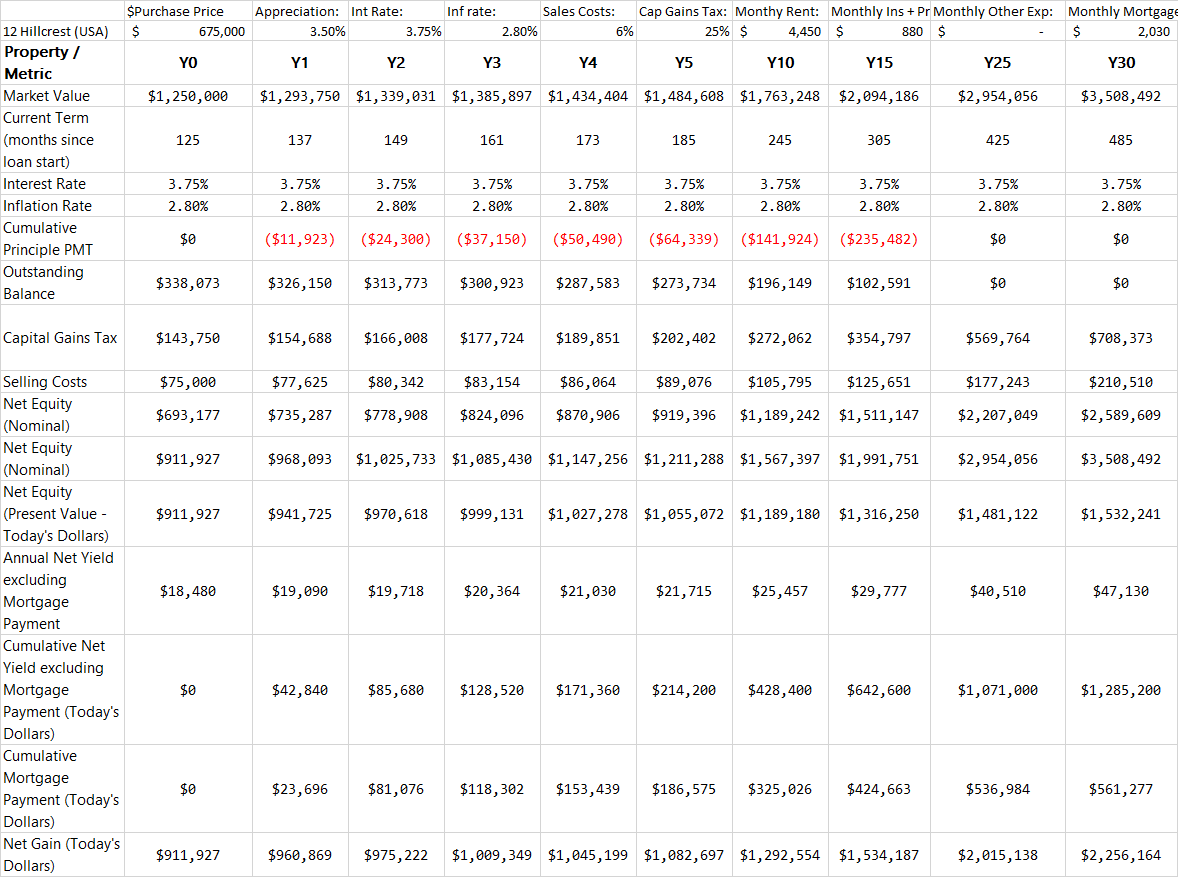 $Purchase Price Appreciation: Int Rate: Inf rate: Sales Costs: Cap Gains Tax: Monthy Rent: Monthly Ins + Pr Monthly Other Exp: Monthly Mortgage
12 Hillcrest (USA) $ 675,000 3.50% 3.75% 2.80% 6% 25% $ 4,450 $ 880 $ - $ 2,030
Property /
Metric Y0 Y1 Y2 Y3 Y4 Y5 Y10 Y15 Y25 Y30
Market Value $1,250,000 $1,293,750 $1,339,031 $1,385,897 $1,434,404 $1,484,608 $1,763,248 $2,094,186 $2,954,056 $3,508,492
Current Term
(months since
loan start) 125 137 149 161 173 185 245 305 425 485
Interest Rate 3.75% 3.75% 3.75% 3.75% 3.75% 3.75% 3.75% 3.75% 3.75% 3.75%
Inflation Rate 2.80% 2.80% 2.80% 2.80% 2.80% 2.80% 2.80% 2.80% 2.80% 2.80%
Cumulative
Principle PMT $0 ($11,923) ($24,300) ($37,150) ($50,490) ($64,339) ($141,924) ($235,482) $0 $0
Outstanding
Balance $338,073 $326,150 $313,773 $300,923 $287,583 $273,734 $196,149 $102,591 $0 $0
Capital Gains Tax $143,750 $154,688 $166,008 $177,724 $189,851 $202,402 $272,062 $354,797 $569,764 $708,373
Selling Costs $75,000 $77,625 $80,342 $83,154 $86,064 $89,076 $105,795 $125,651 $177,243 $210,510
Net Equity
(Nominal) $693,177 $735,287 $778,908 $824,096 $870,906 $919,396 $1,189,242 $1,511,147 $2,207,049 $2,589,609
Net Equity
(Nominal) $911,927 $968,093 $1,025,733 $1,085,430 $1,147,256 $1,211,288 $1,567,397 $1,991,751 $2,954,056 $3,508,492
Net Equity
(Present Value -
Today's Dollars) $911,927 $941,725 $970,618 $999,131 $1,027,278 $1,055,072 $1,189,180 $1,316,250 $1,481,122 $1,532,241
Annual Net Yield
excluding
Mortgage
Payment $18,480 $19,090 $19,718 $20,364 $21,030 $21,715 $25,457 $29,777 $40,510 $47,130
Cumulative Net
Yield excluding
Mortgage
Payment (Today's
Dollars) $0 $42,840 $85,680 $128,520 $171,360 $214,200 $428,400 $642,600 $1,071,000 $1,285,200
Cumulative
Mortgage
Payment (Today's
Dollars) $0 $23,696 $81,076 $118,302 $153,439 $186,575 $325,026 $424,663 $536,984 $561,277
Net Gain (Today's
Dollars) $911,927 $960,869 $975,222 $1,009,349 $1,045,199 $1,082,697 $1,292,554 $1,534,187 $2,015,138 $2,256,164